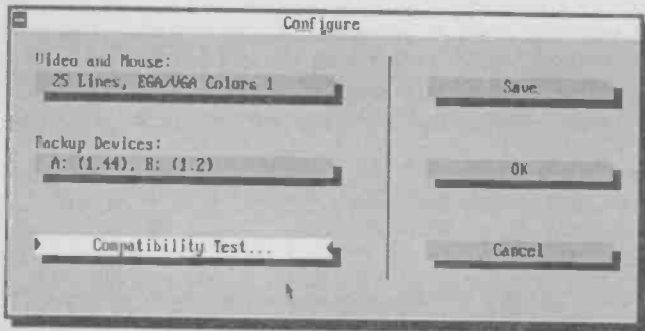 Configure
Video and Mouse:
25 Lines, EGA/VGA Colors 1
Backup Devices:
A: (1.44), B: (1.2)
Compatibility Test...
Save
OK
Cancel